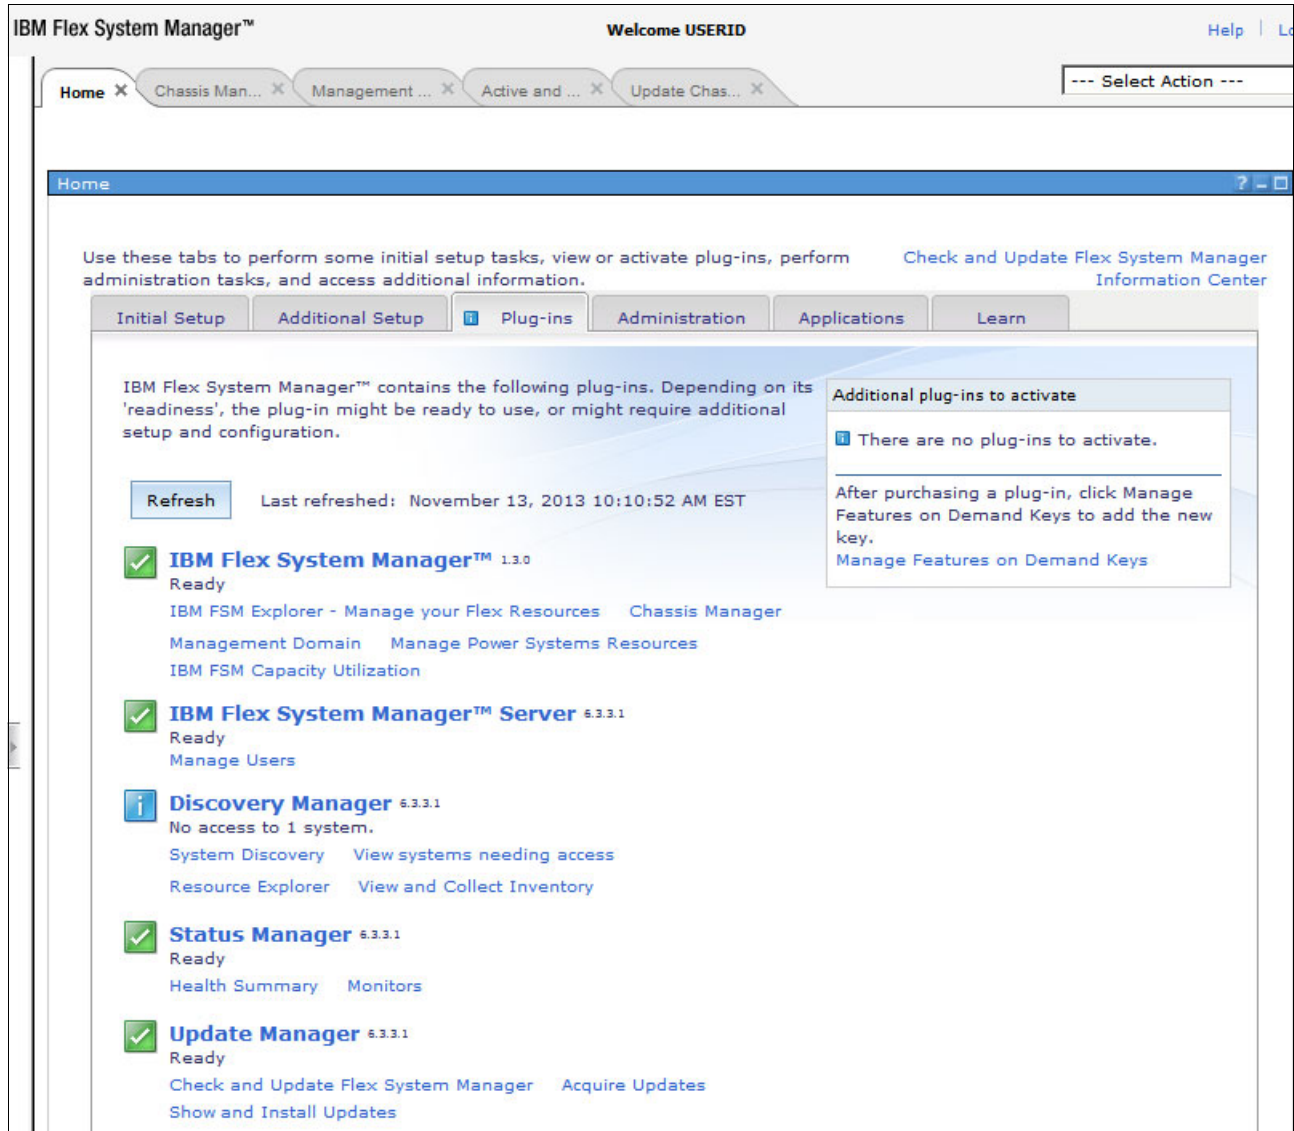 IBM Flex System Manager™ Welcome USERID Help
Home Chassis Man... Management ... Active and ... Update Chas... --- Select Action ---
Home
Use these tabs to perform some initial setup tasks, view or activate plug-ins, perform
administration tasks, and access additional information.
Check and Update Flex System Manager
Information Center
Initial Setup Additional Setup Plug-ins Administration Applications Learn
IBM Flex System Manager™ contains the following plug-ins. Depending on its
'readiness', the plug-in might be ready to use, or might require additional
setup and configuration.
Additional plug-ins to activate
There are no plug-ins to activate.
After purchasing a plug-in, click Manage
Features on Demand Keys to add the new
key.
Manage Features on Demand Keys
Refresh Last refreshed: November 13, 2013 10:10:52 AM EST
IBM Flex System Manager™ 1.3.0
Ready
IBM FSM Explorer - Manage your Flex Resources Chassis Manager
Management Domain Manage Power Systems Resources
IBM FSM Capacity Utilization
IBM Flex System Manager™ Server 6.3.3.1
Ready
Manage Users
Discovery Manager 6.3.3.1
No access to 1 system.
System Discovery View systems needing access
Resource Explorer View and Collect Inventory
Status Manager 6.3.3.1
Ready
Health Summary Monitors
Update Manager 6.3.3.1
Ready
Check and Update Flex System Manager Acquire Updates
Show and Install Updates